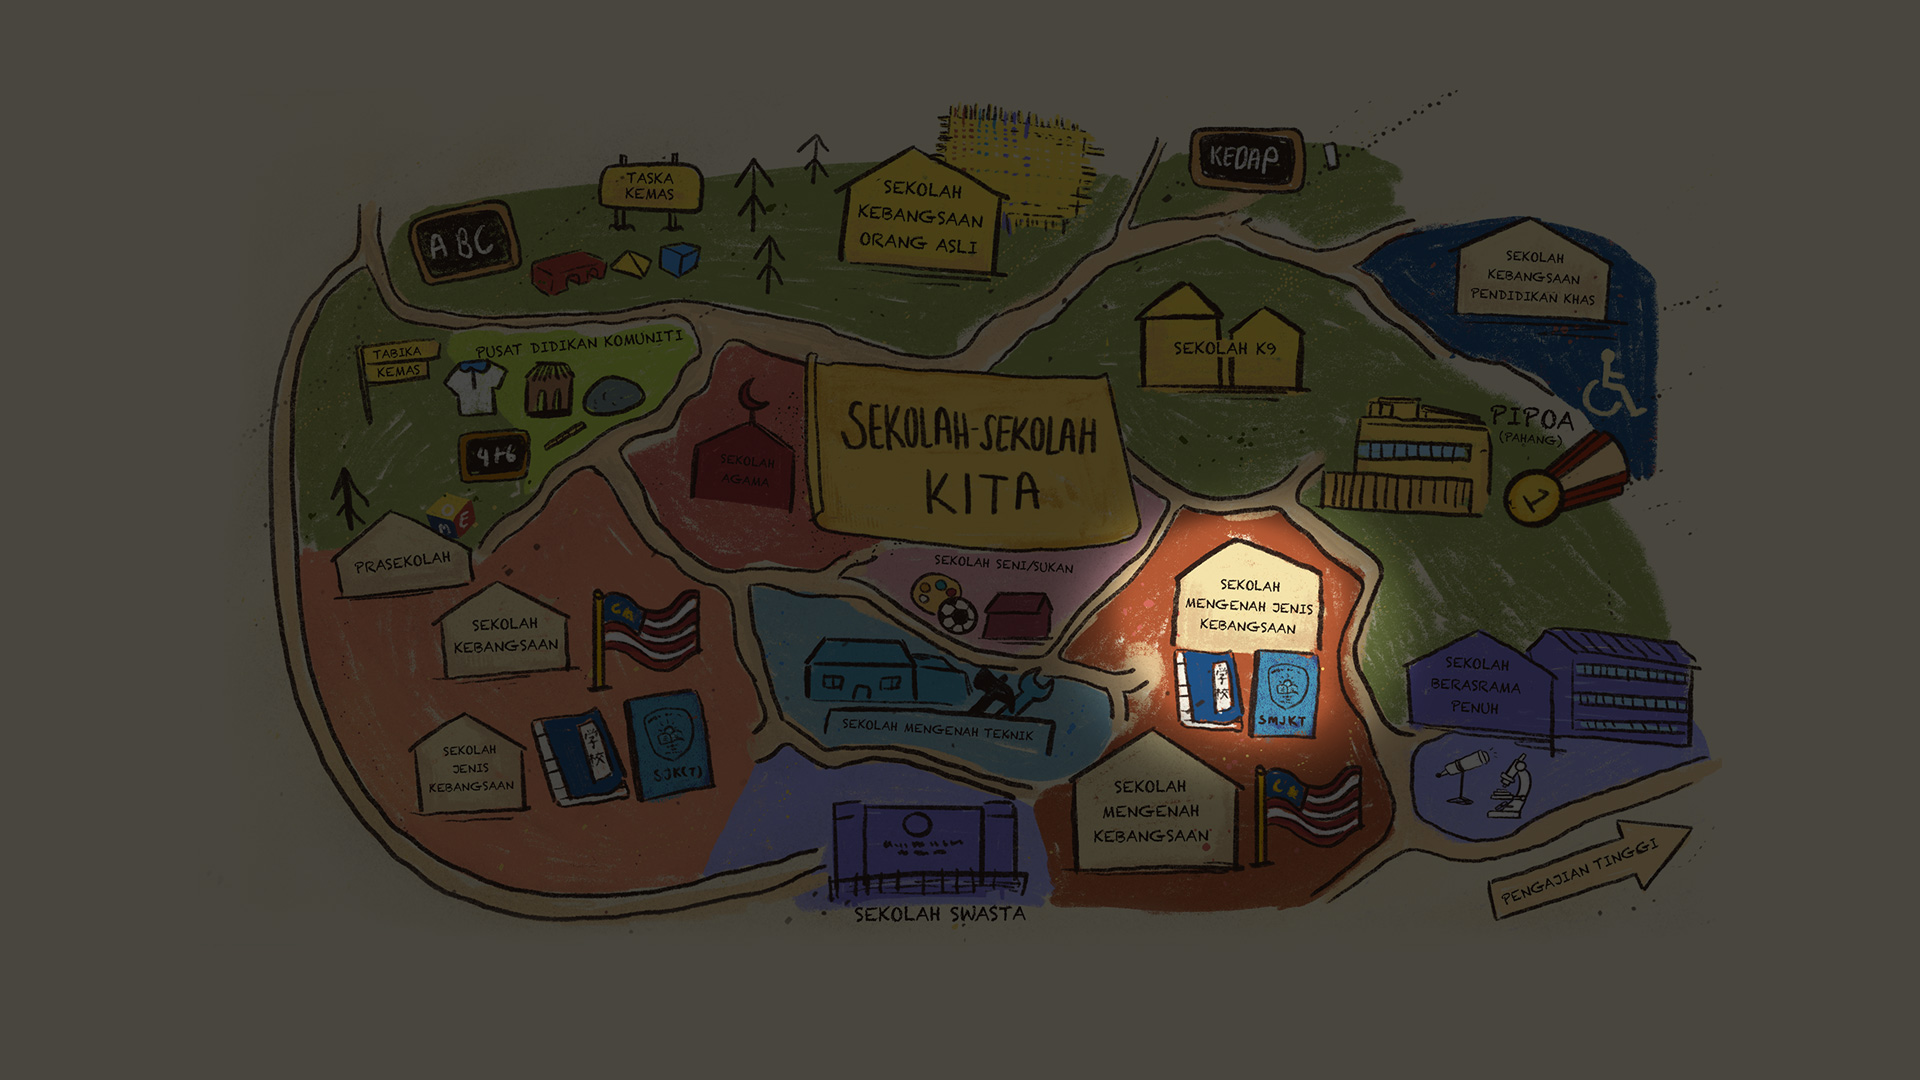 KEDAP
TASKA
KEMAS
SEKOLAH
KEBANGSAAN
ORANG ASLI
ABC
SEKOLAH
KEBANGSAAN
PENDIDIKAN KHAS
PUSAT DIDIKAN KOMUNITI
TABIKA
KEMAS
SEKOLAH K9
SEKOLAH-SEKOLAH
KITA
PIPOA
(PAHANG)
SEKOLAH
AGAMA
4+6
1
O
M E
PRASEKOLAH
SEKOLAH SENI/SUKAN
SEKOLAH
MENGENAH JENIS
KEBANGSAAN
SEKOLAH
KEBANGSAAN
学校
SMJKT
SEKOLAH
BERASRAMA
PENUH
SEKOLAH MENGENAH TEKNIK
SEKOLAH
JENIS
KEBANGSAAN
学校
SJK(T)
SEKOLAH
MENGENAH
KEBANGSAAN
PENGAJIAN TINGGI
SEKOLAH SWASTA